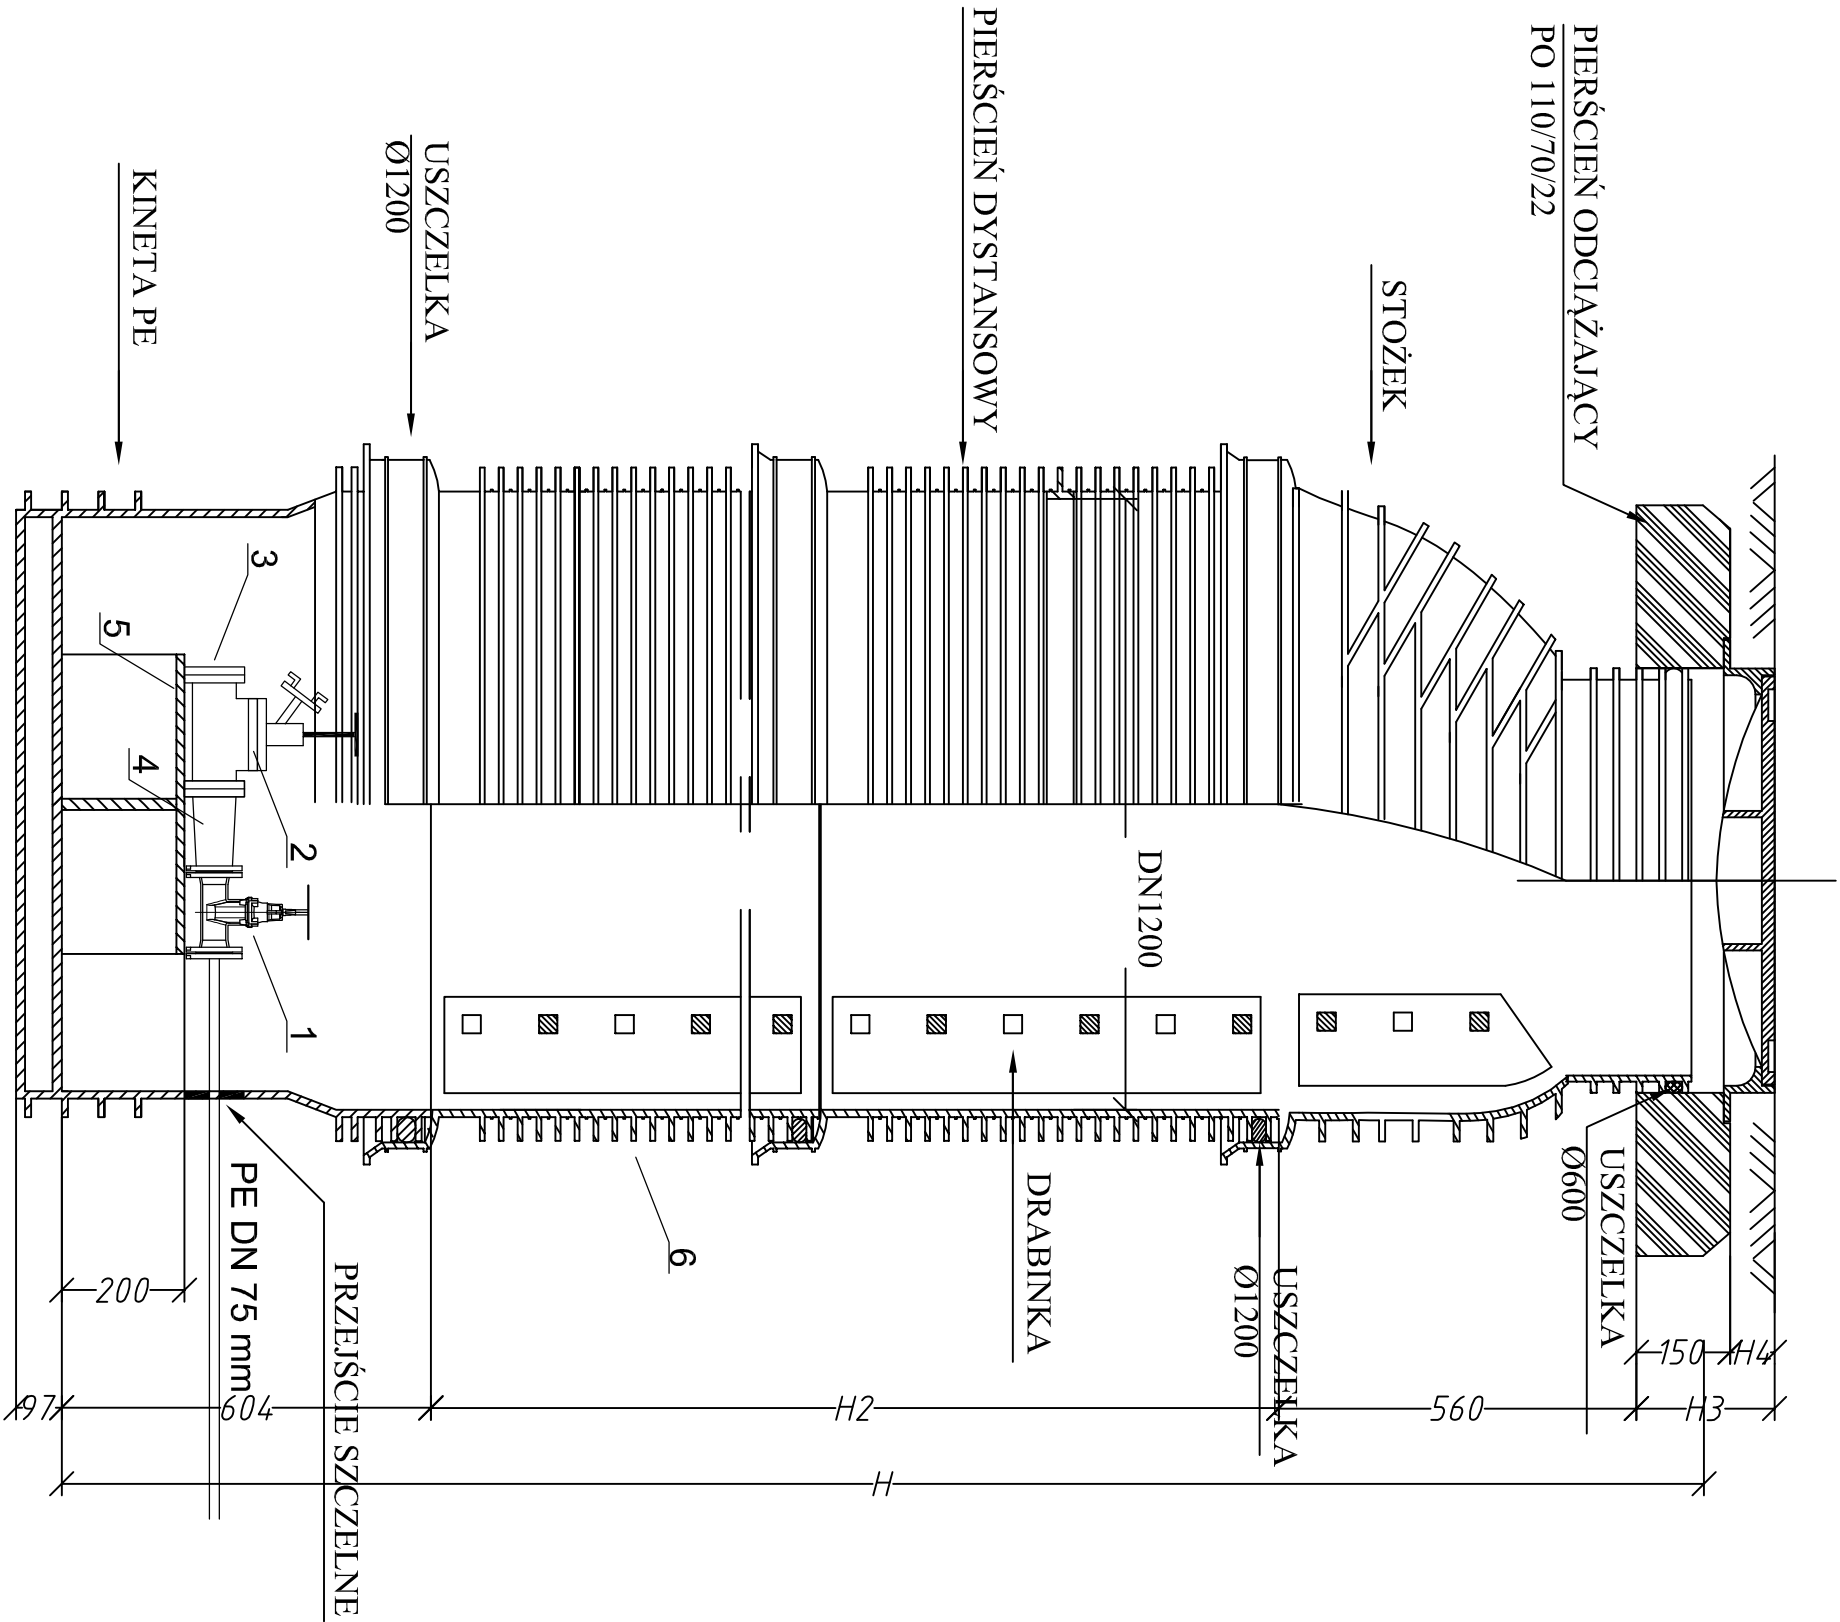 PIERŚCIEŃ ODCIĄŻAJĄCY
PO 110/70/22
STOŻEK
PIERŚCIEŃ DYSTANSOWY
USZCZELKA
Ø1200
KINETA PE
DN1200
3
5
4
2
1
6
USZCZELKA
Ø600
USZCZELKA
Ø1200
DRABINKA
PRZEJŚCIE SZCZELNE
PE DN 75 mm
200
150
H4
97
604
H2
560
H3
H